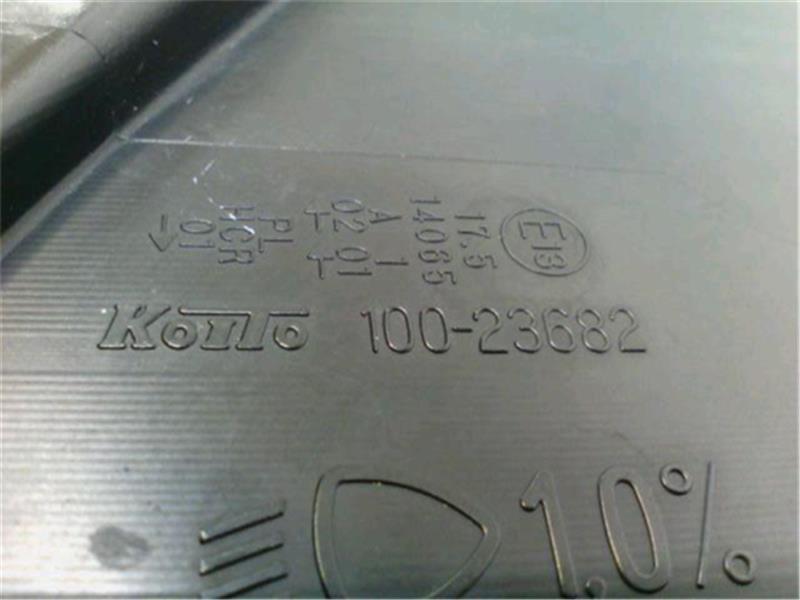 E13
17.5
14065
A 1
02 01
PL
HCR
01
KOITO 100-23682
1.0%